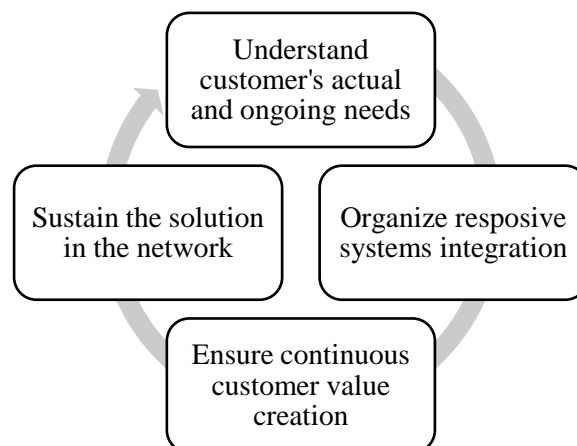 Understand
customer's actual
and ongoing needs
Organize resposive
systems integration
Ensure continuous
customer value
creation
Sustain the solution
in the network